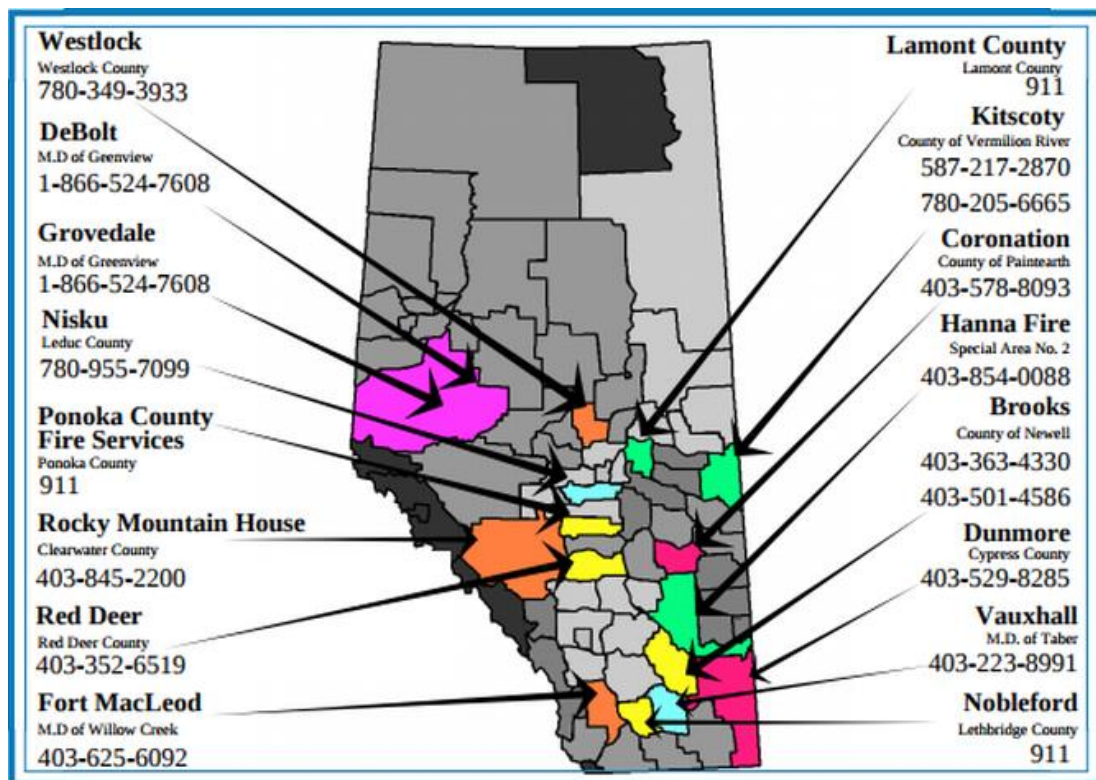 Westlock
Westlock County
780-349-3933
DeBolt
M.D of Greenview
1-866-524-7608
Grovedale
M.D of Greenview
1-866-524-7608
Nisku
Leduc County
780-955-7099
Ponoka County
Fire Services
Ponoka County
911
Rocky Mountain House
Clearwater County
403-845-2200
Red Deer
Red Deer County
403-352-6519
Fort MacLeod
M.D of Willow Creek
403-625-6092
Lamont County
Lamont County
911
Kitscoty
County of Vermilion River
587-217-2870
780-205-6665
Coronation
County of Paintearth
403-578-8093
Hanna Fire
Special Area No. 2
403-854-0088
Brooks
County of Newell
403-363-4330
403-501-4586
Dunmore
Cypress County
403-529-8285
Vauxhall
M.D. of Taber
403-223-8991
Nobleford
Lethbridge County
911